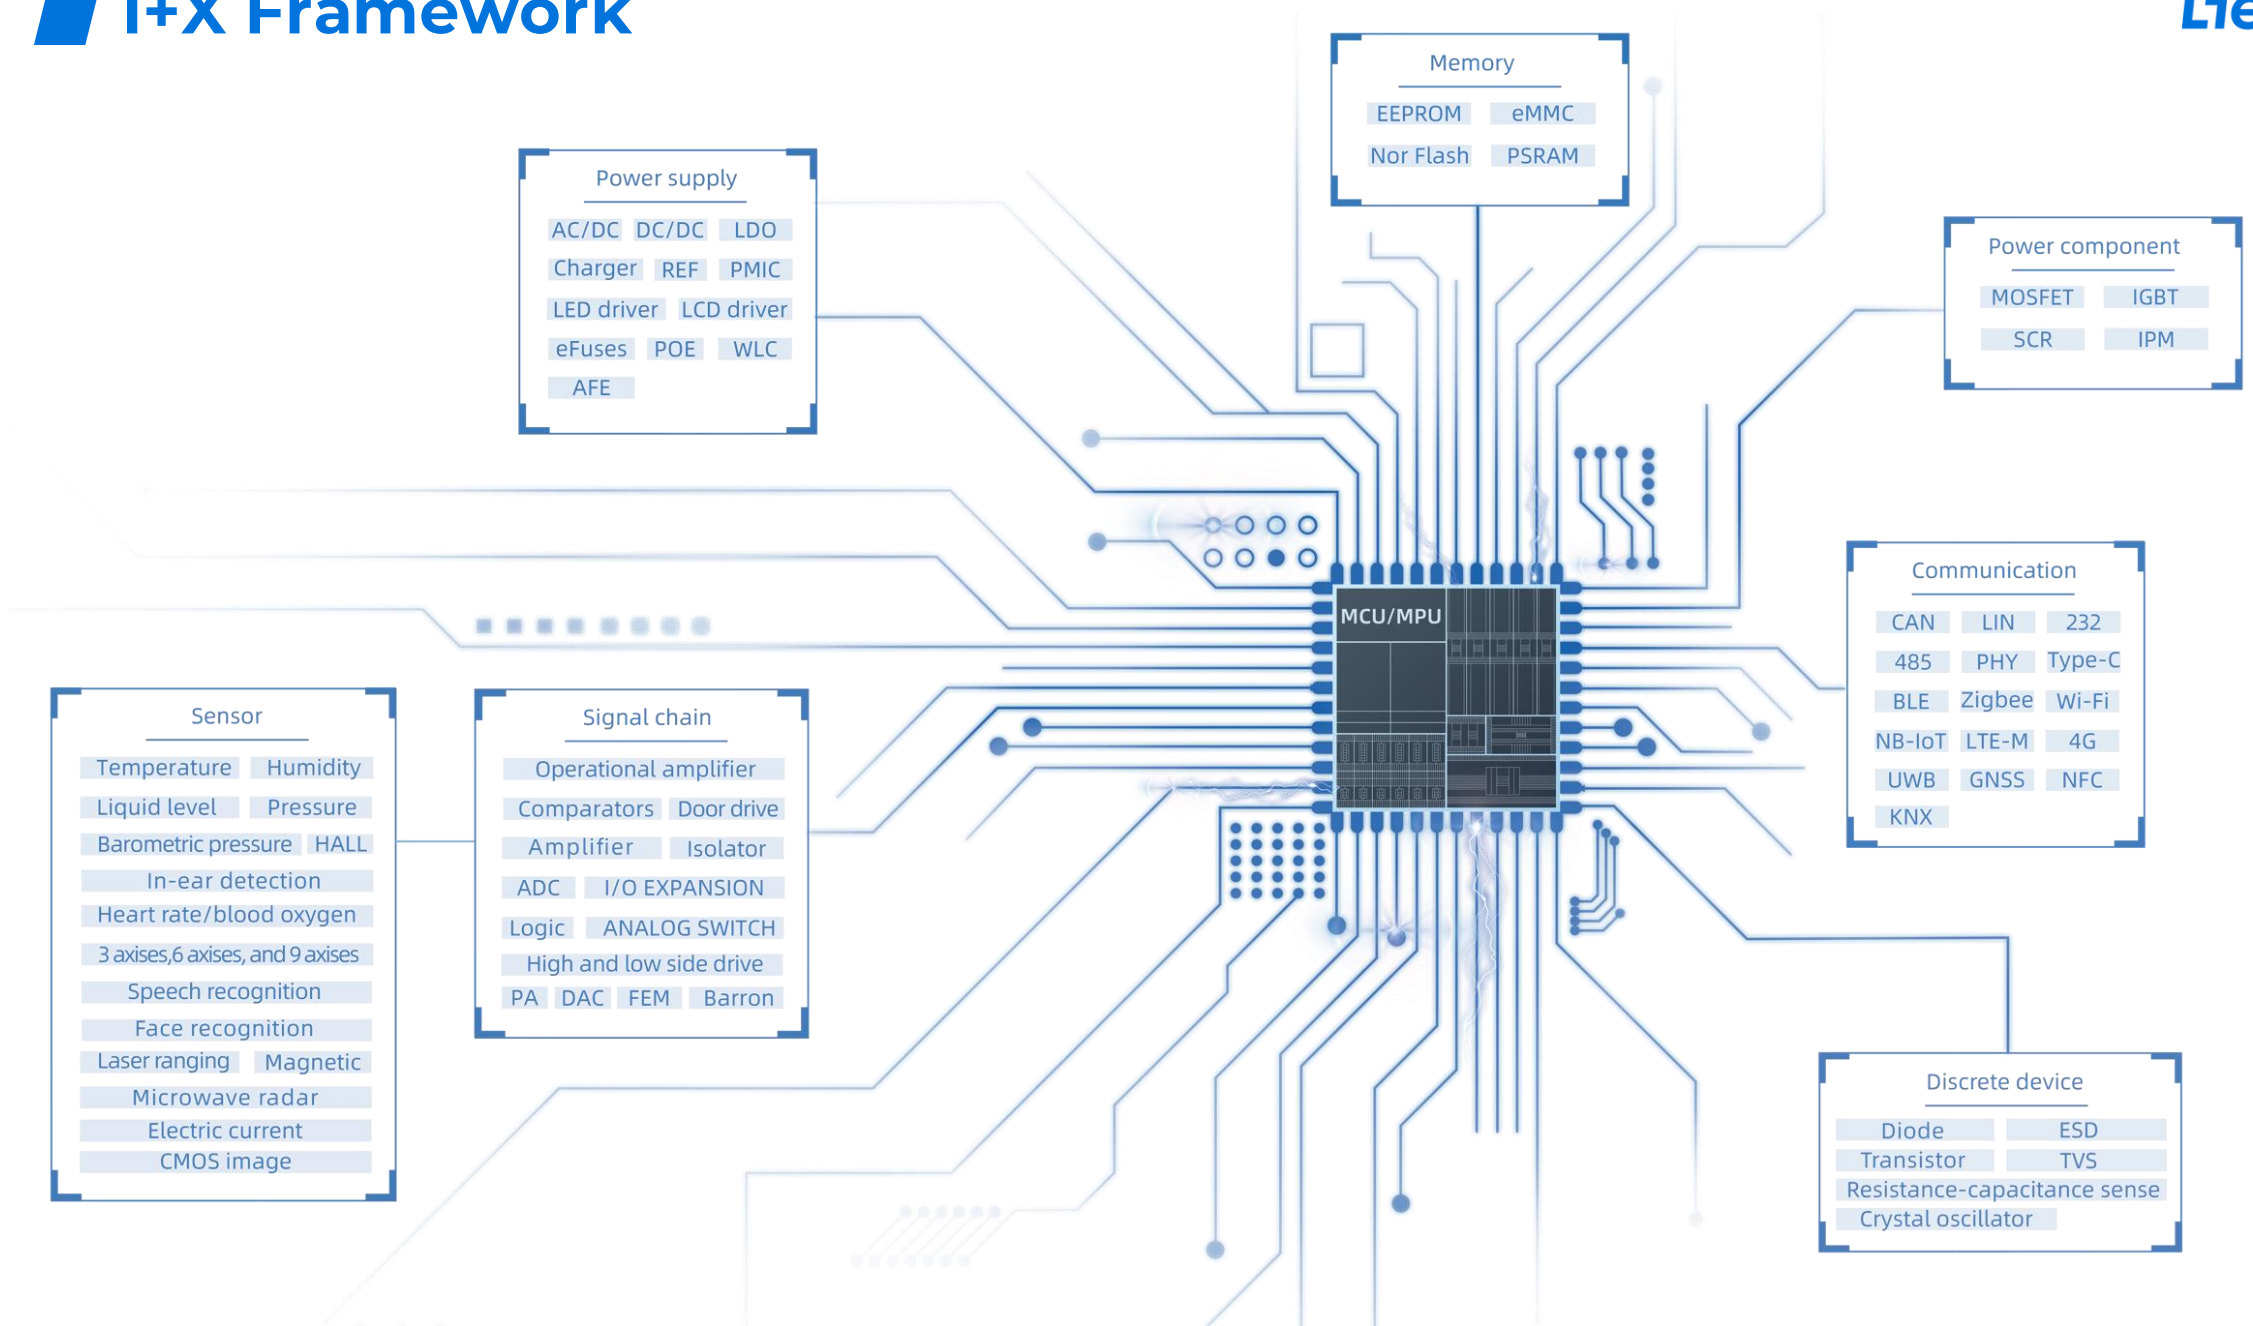 1+X Framework
LTE
Memory
EEPROM eMMC
Nor Flash PSRAM
Power supply
AC/DC DC/DC LDO
Charger REF PMIC
LED driver LCD driver
eFuses POE WLC
AFE
Power component
MOSFET IGBT
SCR IPM
MCU/MPU
Communication
CAN LIN 232
485 PHY Type-C
BLE Zigbee Wi-Fi
NB-IoT LTE-M 4G
UWB GNSS NFC
KNX
Sensor
Temperature Humidity
Liquid level Pressure
Barometric pressure HALL
In-ear detection
Heart rate/blood oxygen
3 axises,6 axises, and 9 axises
Speech recognition
Face recognition
Laser ranging Magnetic
Microwave radar
Electric current
CMOS image
Signal chain
Operational amplifier
Comparators Door drive
Amplifier Isolator
ADC I/O EXPANSION
Logic ANALOG SWITCH
High and low side drive
PA DAC FEM Barron
Discrete device
Diode ESD
Transistor TVS
Resistance-capacitance sense
Crystal oscillator